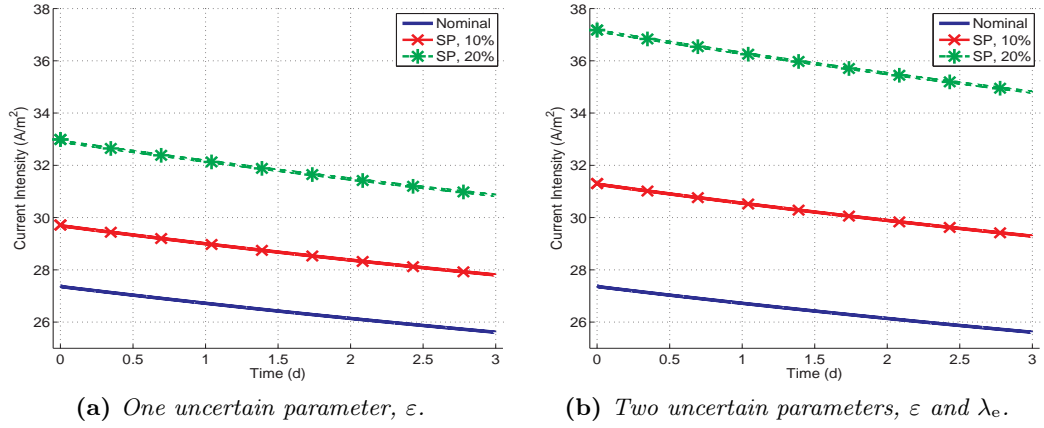 38
36
34
32
30
28
26
Current Intensity (A/m²)
0 0.5 1 1.5 2 2.5 3
Time (d)
Nominal
SP, 10%
SP, 20%
(a) One uncertain parameter, ε.
38
36
34
32
30
28
26
Current Intensity (A/m²)
0 0.5 1 1.5 2 2.5 3
Time (d)
Nominal
SP, 10%
SP, 20%
(b) Two uncertain parameters, ε and λₑ.